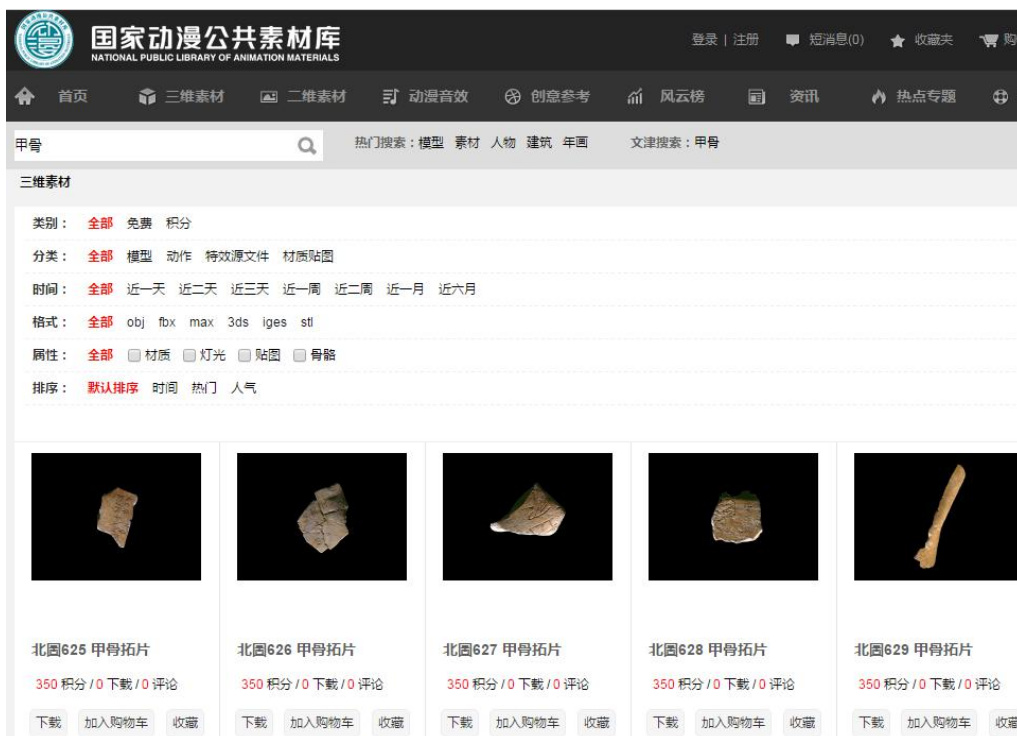 国家动漫公共素材库
NATIONAL PUBLIC LIBRARY OF ANIMATION MATERIALS
登录 | 注册 短消息(0) 收藏夹 购
首页 三维素材 二维素材 动漫音效 创意参考 风云榜 资讯 热点专题
甲骨 热门搜索：模型 素材 人物 建筑 年画 文津搜索：甲骨
三维素材
类别： 全部 免费 积分
分类： 全部 模型 动作 特效源文件 材质贴图
时间： 全部 近一天 近二天 近三天 近一周 近二周 近一月 近六月
格式： 全部 obj fbx max 3ds iges stl
属性： 全部 材质 灯光 贴图 骨骼
排序： 默认排序 时间 热门 人气
北图625 甲骨拓片 北图626 甲骨拓片 北图627 甲骨拓片 北图628 甲骨拓片 北图629 甲骨拓片
350 积分 / 0 下载 / 0 评论 350 积分 / 0 下载 / 0 评论 350 积分 / 0 下载 / 0 评论 350 积分 / 0 下载 / 0 评论 350 积分 / 0 下载 / 0 评论
下载 加入购物车 收藏 下载 加入购物车 收藏 下载 加入购物车 收藏 下载 加入购物车 收藏 下载 加入购物车 收藏